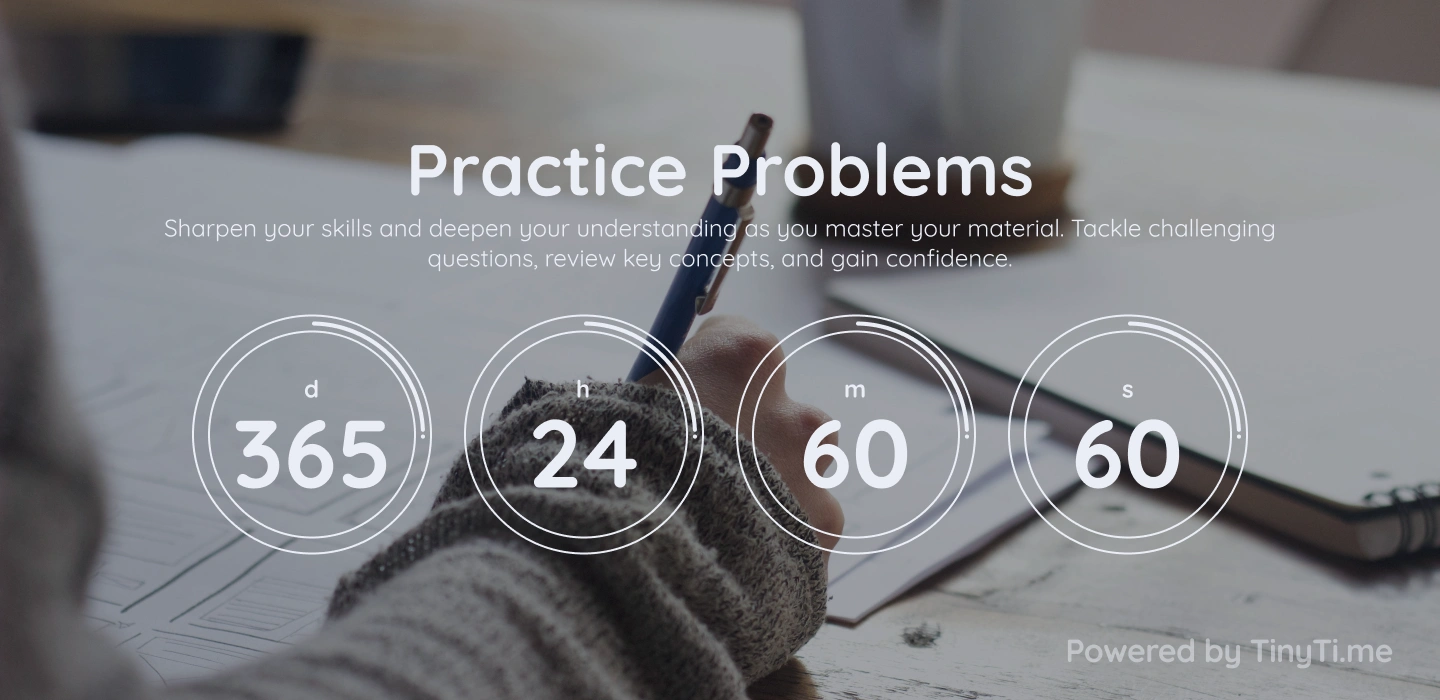 Practice Problems
Sharpen your skills and deepen your understanding as you master your material. Tackle challenging
questions, review key concepts, and gain confidence.
d
365
h
24
m
60
s
60
Powered by TinyTi.me